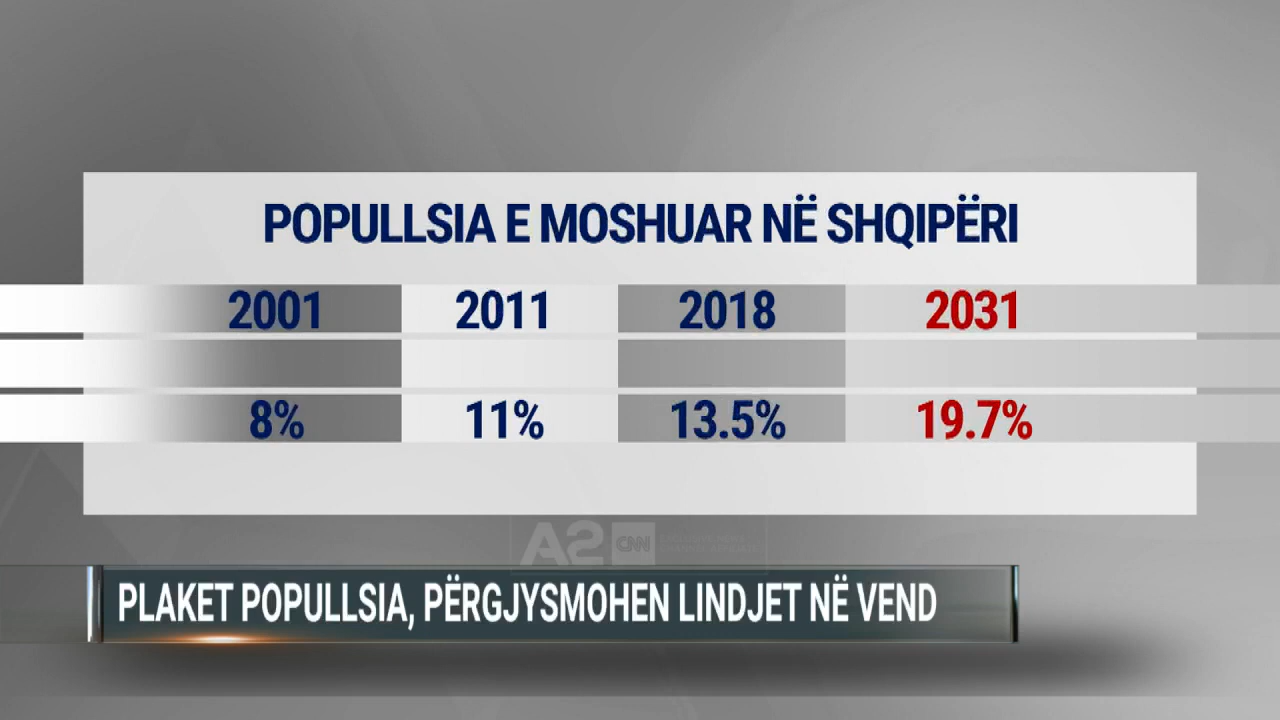 POPULLSIA E MOSHUAR NË SHQIPËRI
2001 2011 2018 2031
8% 11% 13.5% 19.7%
A2 CNN
PLAKET POPULLSIA, PËRGJYSMOHEN LINDJET NË VEND